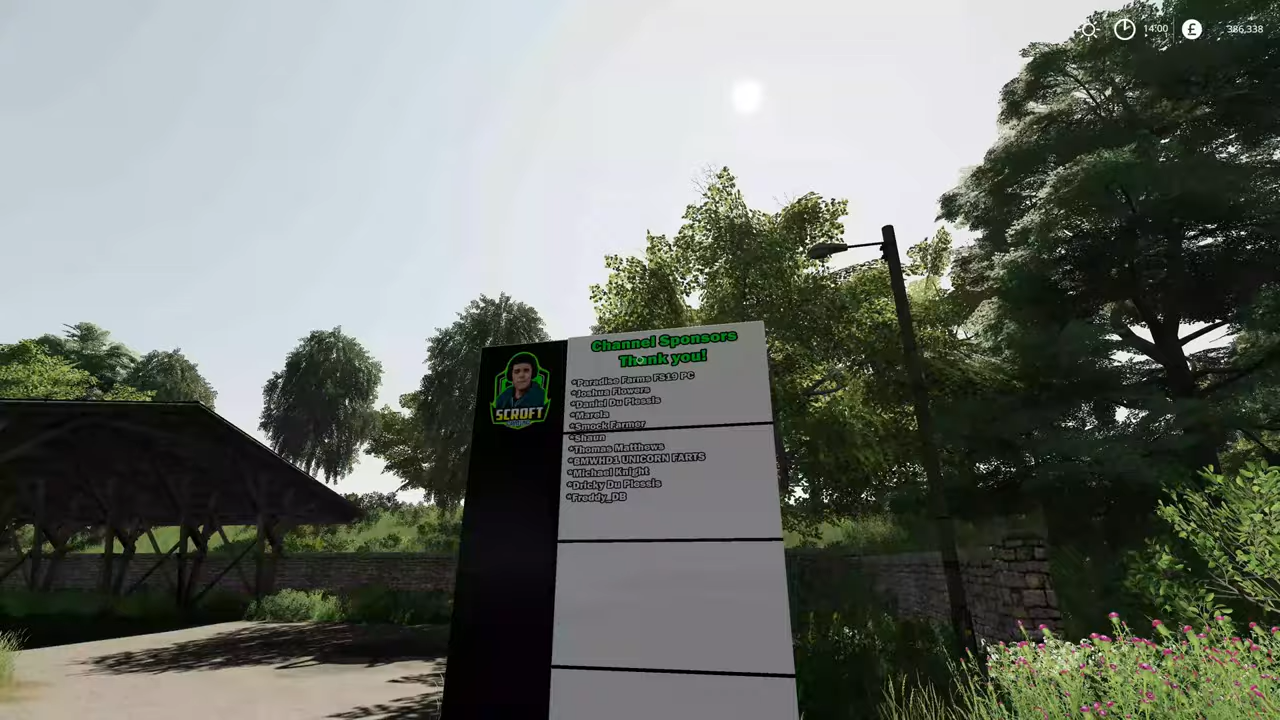 14:00
386,338
Channel Sponsors
Thank you!
*Paradise Farms FS19 PC
*Joshua Flowers
*Daniel Du Plessis
*Marela
*Smock Farmer
*Shaun
*Thomas Matthews
*BMWHD1 UNICORN FARTS
*Michael Knight
*Dricky Du Plessis
*Freddy_DB
SCROFT